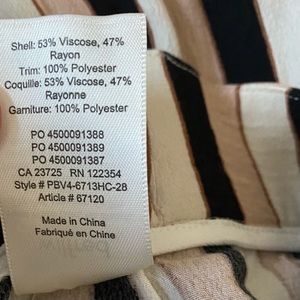 Shell: 53% Viscose, 47%
Rayon
Trim: 100% Polyester
Coquille: 53% Viscose, 47%
Rayonne
Garniture: 100% Polyester
PO 4500091388
PO 4500091389
PO 4500091387
CA 23725 RN 122354
Style # PBV4-6713HC-28
Article # 67120
Made in China
Fabriqué en Chine